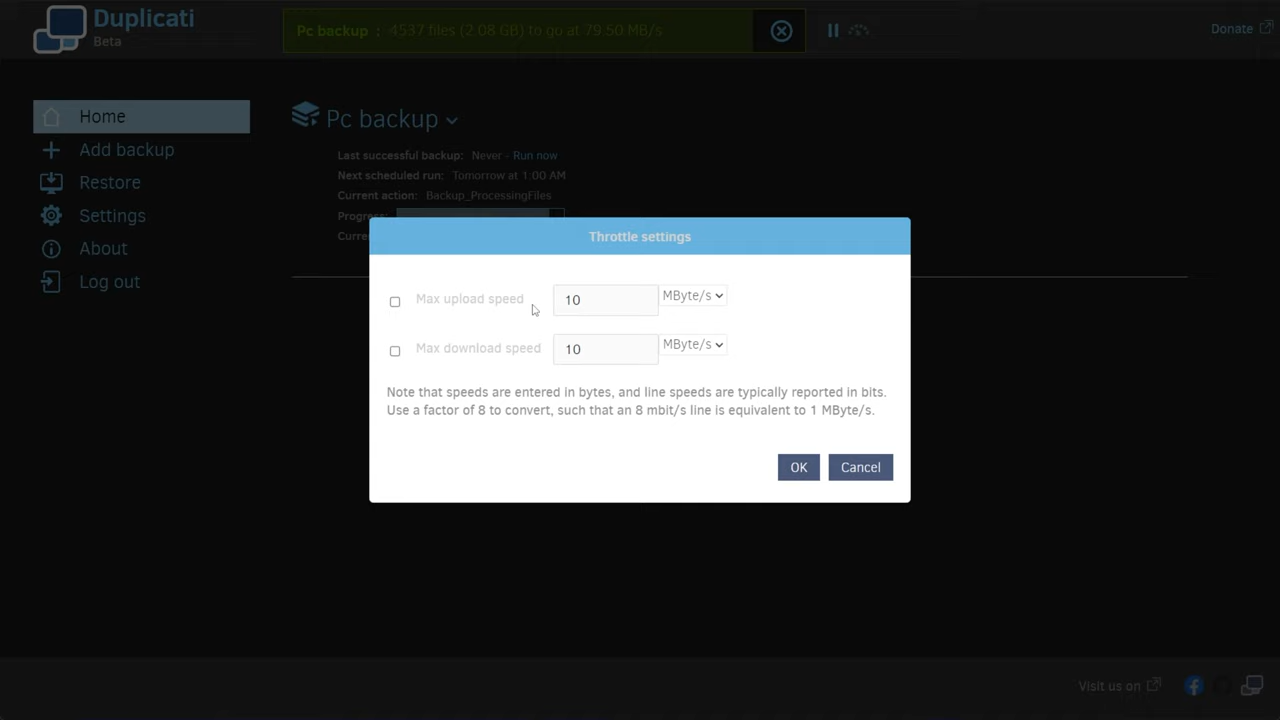 Duplicati
Beta
Pc backup : 4537 files (2.08 GB) to go at 79.50 MB/s
Donate
Home
Add backup
Restore
Settings
About
Log out
Pc backup
Last successful backup: Never - Run now
Next scheduled run: Tomorrow at 1:00 AM
Current action: Backup_ProcessingFiles
Progress:
Throttle settings
Max upload speed 10 MByte/s
Max download speed 10 MByte/s
Note that speeds are entered in bytes, and line speeds are typically reported in bits.
Use a factor of 8 to convert, such that an 8 mbit/s line is equivalent to 1 MByte/s.
OK Cancel
Visit us on